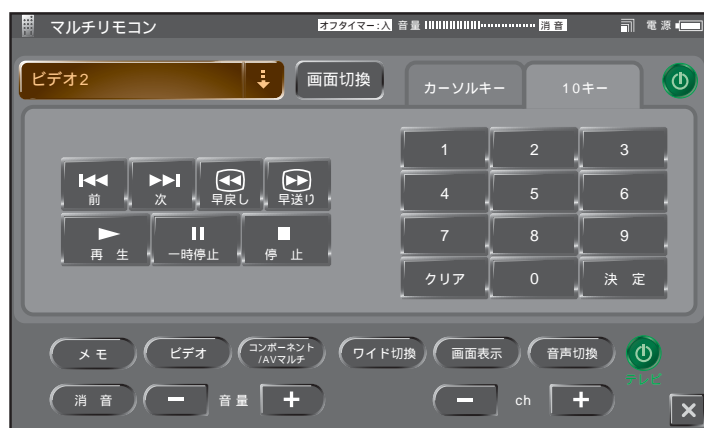 マルチリモコン
オフタイマー:入 音量 消音 電源
ビデオ2
画面切換
カーソルキー
10キー
1 2 3
前 次 早戻し 早送り
4 5 6
再生 一時停止 停止
7 8 9
クリア 0 決定
メモ ビデオ コンポーネント
/AVマルチ
ワイド切換 画面表示 音声切換
テレビ
消音 － 音量 ＋ － ch ＋